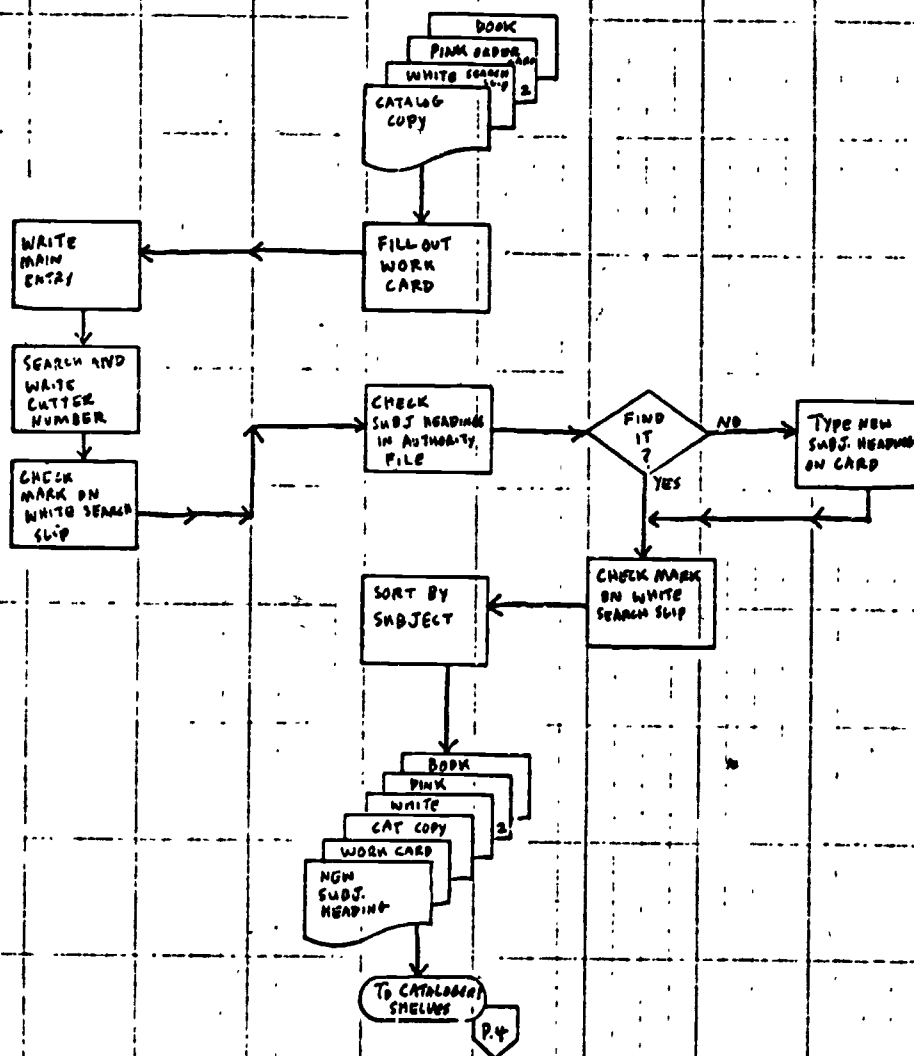 BOOK
PINK ORDER
CARD
2
WHITE SEARCH
SLIP
CATALOG
COPY
FILL OUT
WORK
CARD
WRITE
MAIN
ENTRY
SEARCH AND
WRITE
CUTTER
NUMBER
CHECK
MARK ON
WHITE SEARCH
SLIP
CHECK
SUBJ HEADINGS
IN AUTHORITY
FILE
FIND
IT
?
NO
YES
TYPE NEW
SUBJ. HEADING
ON CARD
CHECK MARK
ON WHITE
SEARCH SLIP
SORT BY
SUBJECT
BOOK
PINK
WHITE
2
CAT COPY
WORK CARD
NEW
SUBJ.
HEADING
TO CATALOGERS
SHELVES
P.4